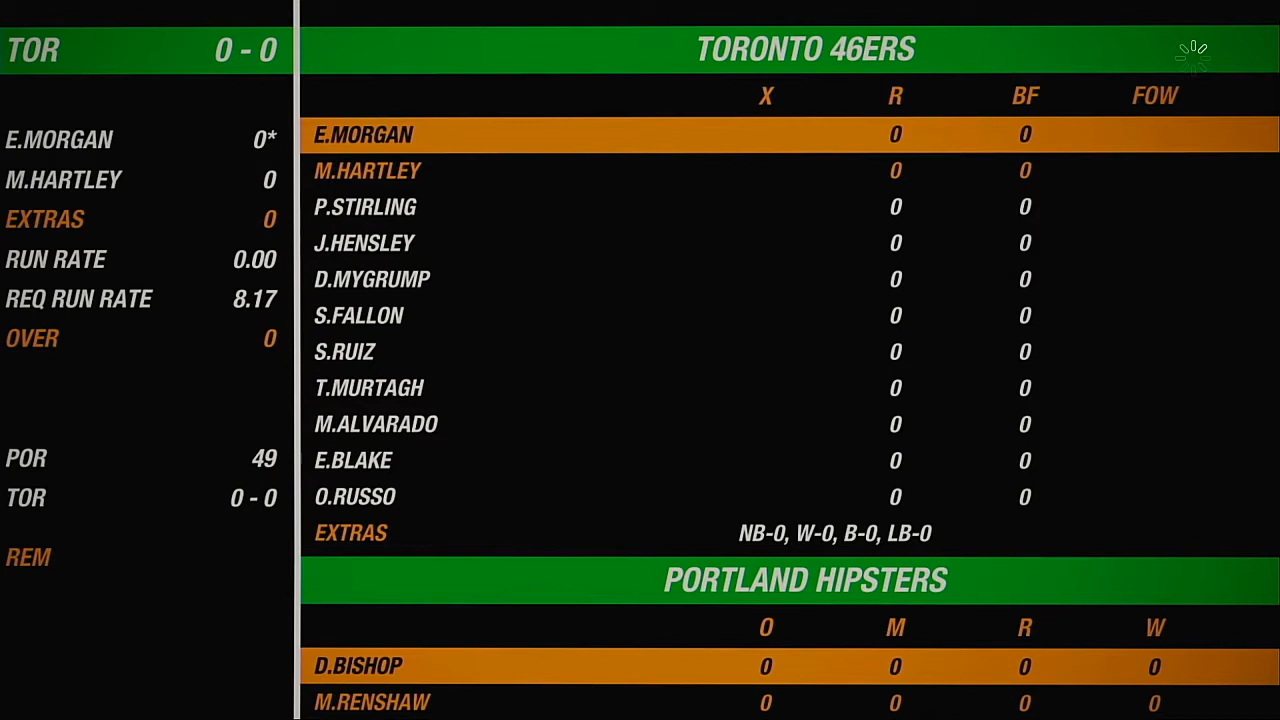 TOR 0 - 0
E.MORGAN 0*
M.HARTLEY 0
EXTRAS 0
RUN RATE 0.00
REQ RUN RATE 8.17
OVER 0
POR 49
TOR 0 - 0
REM
TORONTO 46ERS
X R BF FOW
E.MORGAN 0 0
M.HARTLEY 0 0
P.STIRLING 0 0
J.HENSLEY 0 0
D.MYGRUMP 0 0
S.FALLON 0 0
S.RUIZ 0 0
T.MURTAGH 0 0
M.ALVARADO 0 0
E.BLAKE 0 0
O.RUSSO 0 0
EXTRAS NB-0, W-0, B-0, LB-0
PORTLAND HIPSTERS
O M R W
D.BISHOP 0 0 0 0
M.RENSHAW 0 0 0 0